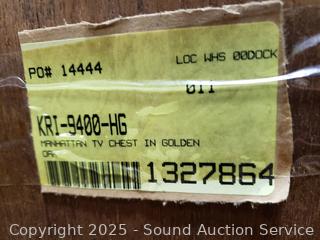 PO# 14444
LOC WHS 00DOCK
011
KRI-9400-HG
MANHATTAN TV CHEST IN GOLDEN
OAK
1327864
Copyright 2025 - Sound Auction Service